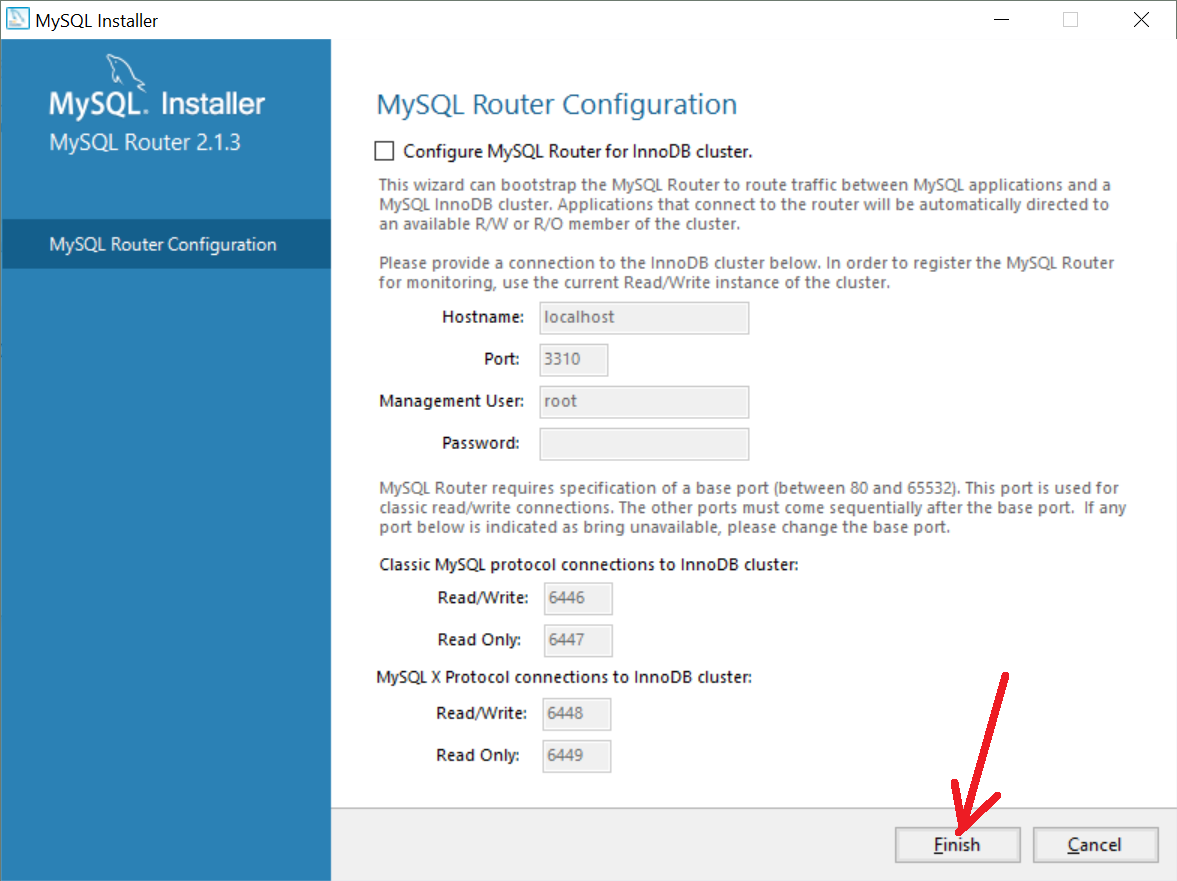 MySQL Installer
MySQL. Installer
MySQL Router 2.1.3
MySQL Router Configuration
MySQL Router Configuration
Configure MySQL Router for InnoDB cluster.
This wizard can bootstrap the MySQL Router to route traffic between MySQL applications and a
MySQL InnoDB cluster. Applications that connect to the router will be automatically directed to
an available R/W or R/O member of the cluster.
Please provide a connection to the InnoDB cluster below. In order to register the MySQL Router
for monitoring, use the current Read/Write instance of the cluster.
Hostname: localhost
Port: 3310
Management User: root
Password:
MySQL Router requires specification of a base port (between 80 and 65532). This port is used for
classic read/write connections. The other ports must come sequentially after the base port.  If any
port below is indicated as bring unavailable, please change the base port.
Classic MySQL protocol connections to InnoDB cluster:
Read/Write: 6446
Read Only: 6447
MySQL X Protocol connections to InnoDB cluster:
Read/Write: 6448
Read Only: 6449
Finish Cancel